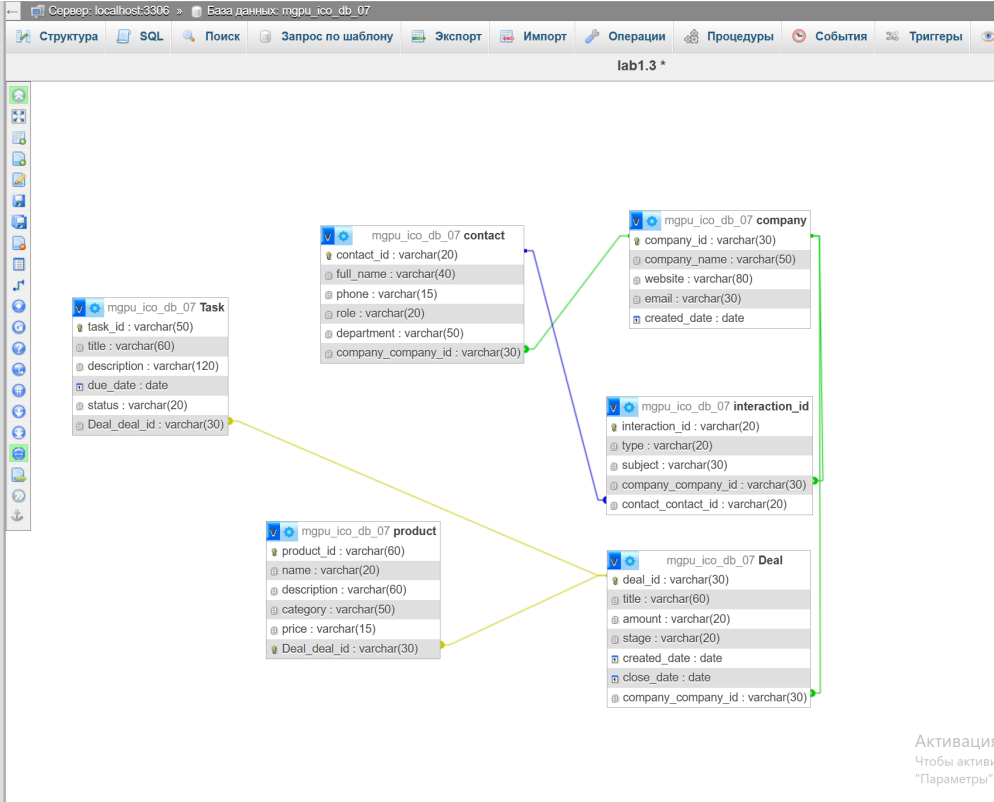 Сервер: localhost:3306 » База данных: mgpu_ico_db_07
Структура SQL Поиск Запрос по шаблону Экспорт Импорт Операции Процедуры События Триггеры
lab1.3 *
mgpu_ico_db_07 company
company_id : varchar(30)
company_name : varchar(50)
website : varchar(80)
email : varchar(30)
created_date : date
mgpu_ico_db_07 contact
contact_id : varchar(20)
full_name : varchar(40)
phone : varchar(15)
role : varchar(20)
department : varchar(50)
company_company_id : varchar(30)
mgpu_ico_db_07 Task
task_id : varchar(50)
title : varchar(60)
description : varchar(120)
due_date : date
status : varchar(20)
Deal_deal_id : varchar(30)
mgpu_ico_db_07 interaction_id
interaction_id : varchar(20)
type : varchar(20)
subject : varchar(30)
company_company_id : varchar(30)
contact_contact_id : varchar(20)
mgpu_ico_db_07 product
product_id : varchar(60)
name : varchar(20)
description : varchar(60)
category : varchar(50)
price : varchar(15)
Deal_deal_id : varchar(30)
mgpu_ico_db_07 Deal
deal_id : varchar(30)
title : varchar(60)
amount : varchar(20)
stage : varchar(20)
created_date : date
close_date : date
company_company_id : varchar(30)
Активация
Чтобы активи
"Параметры"